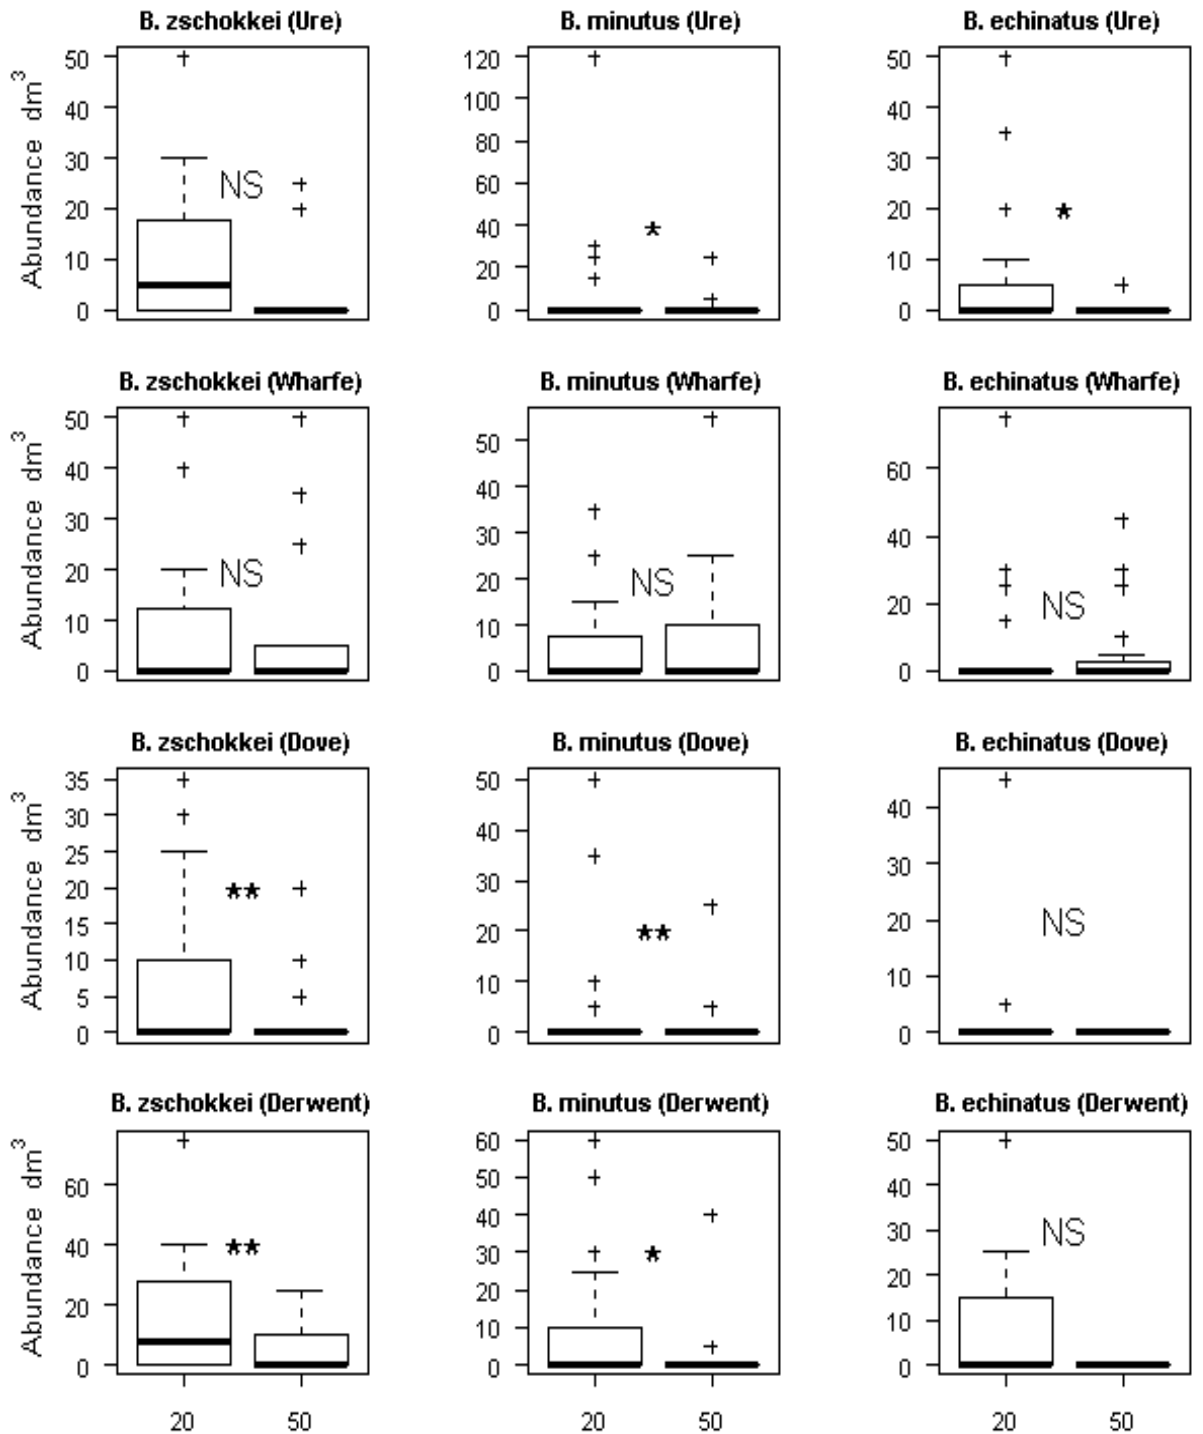 B. zschokkei (Ure) B. minutus (Ure) B. echinatus (Ure)
Abundance dm³
50 40 30 20 10 0
NS
120 100 80 60 40 20 0
*
50 40 30 20 10 0
*
B. zschokkei (Wharfe) B. minutus (Wharfe) B. echinatus (Wharfe)
Abundance dm³
50 40 30 20 10 0
NS
50 40 30 20 10 0
NS
60 40 20 0
NS
B. zschokkei (Dove) B. minutus (Dove) B. echinatus (Dove)
Abundance dm³
35 30 25 20 15 10 5 0
**
50 40 30 20 10 0
**
40 30 20 10 0
NS
B. zschokkei (Derwent) B. minutus (Derwent) B. echinatus (Derwent)
Abundance dm³
60 40 20 0
**
60 50 40 30 20 10 0
*
50 40 30 20 10 0
NS
20 50 20 50 20 50